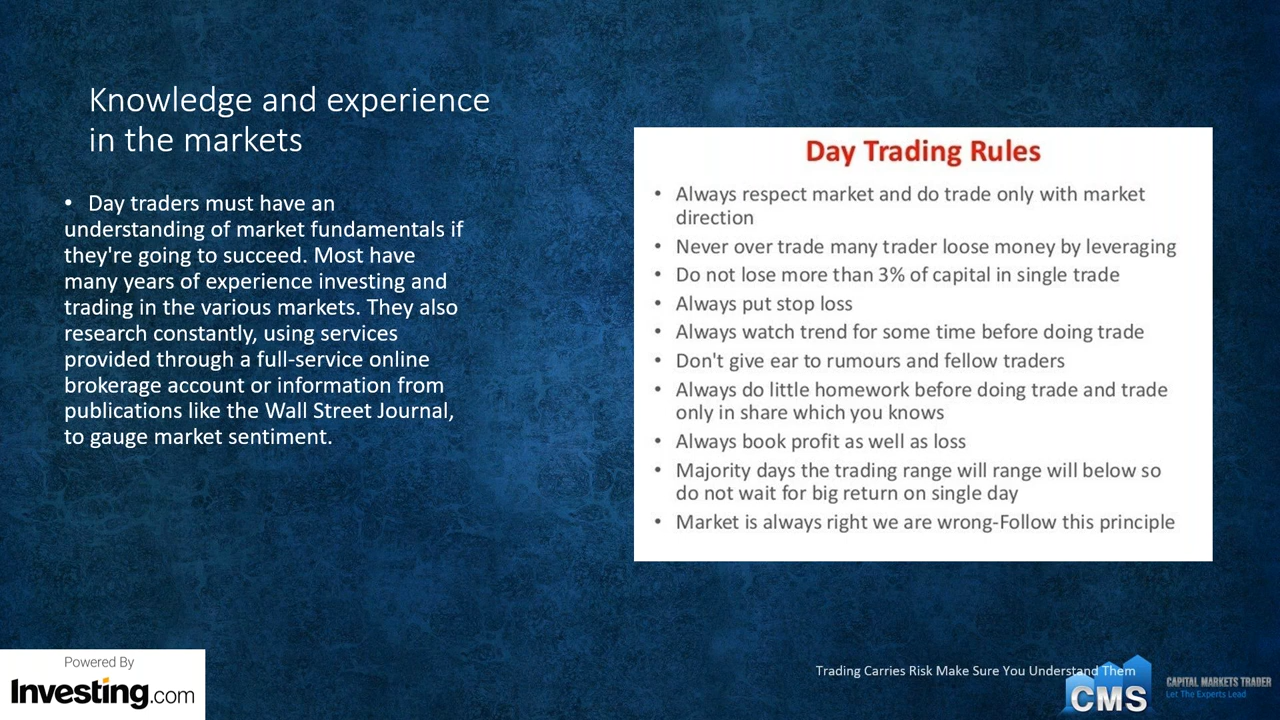 Knowledge and experience
in the markets
• Day traders must have an
understanding of market fundamentals if
they're going to succeed. Most have
many years of experience investing and
trading in the various markets. They also
research constantly, using services
provided through a full-service online
brokerage account or information from
publications like the Wall Street Journal,
to gauge market sentiment.
Day Trading Rules
• Always respect market and do trade only with market
direction
• Never over trade many trader loose money by leveraging
• Do not lose more than 3% of capital in single trade
• Always put stop loss
• Always watch trend for some time before doing trade
• Don't give ear to rumours and fellow traders
• Always do little homework before doing trade and trade
only in share which you knows
• Always book profit as well as loss
• Majority days the trading range will range will below so
do not wait for big return on single day
• Market is always right we are wrong-Follow this principle
Powered By
Investing.com
Trading Carries Risk Make Sure You Understand Them
CMS
CAPITAL MARKETS TRADER
Let The Experts Lead